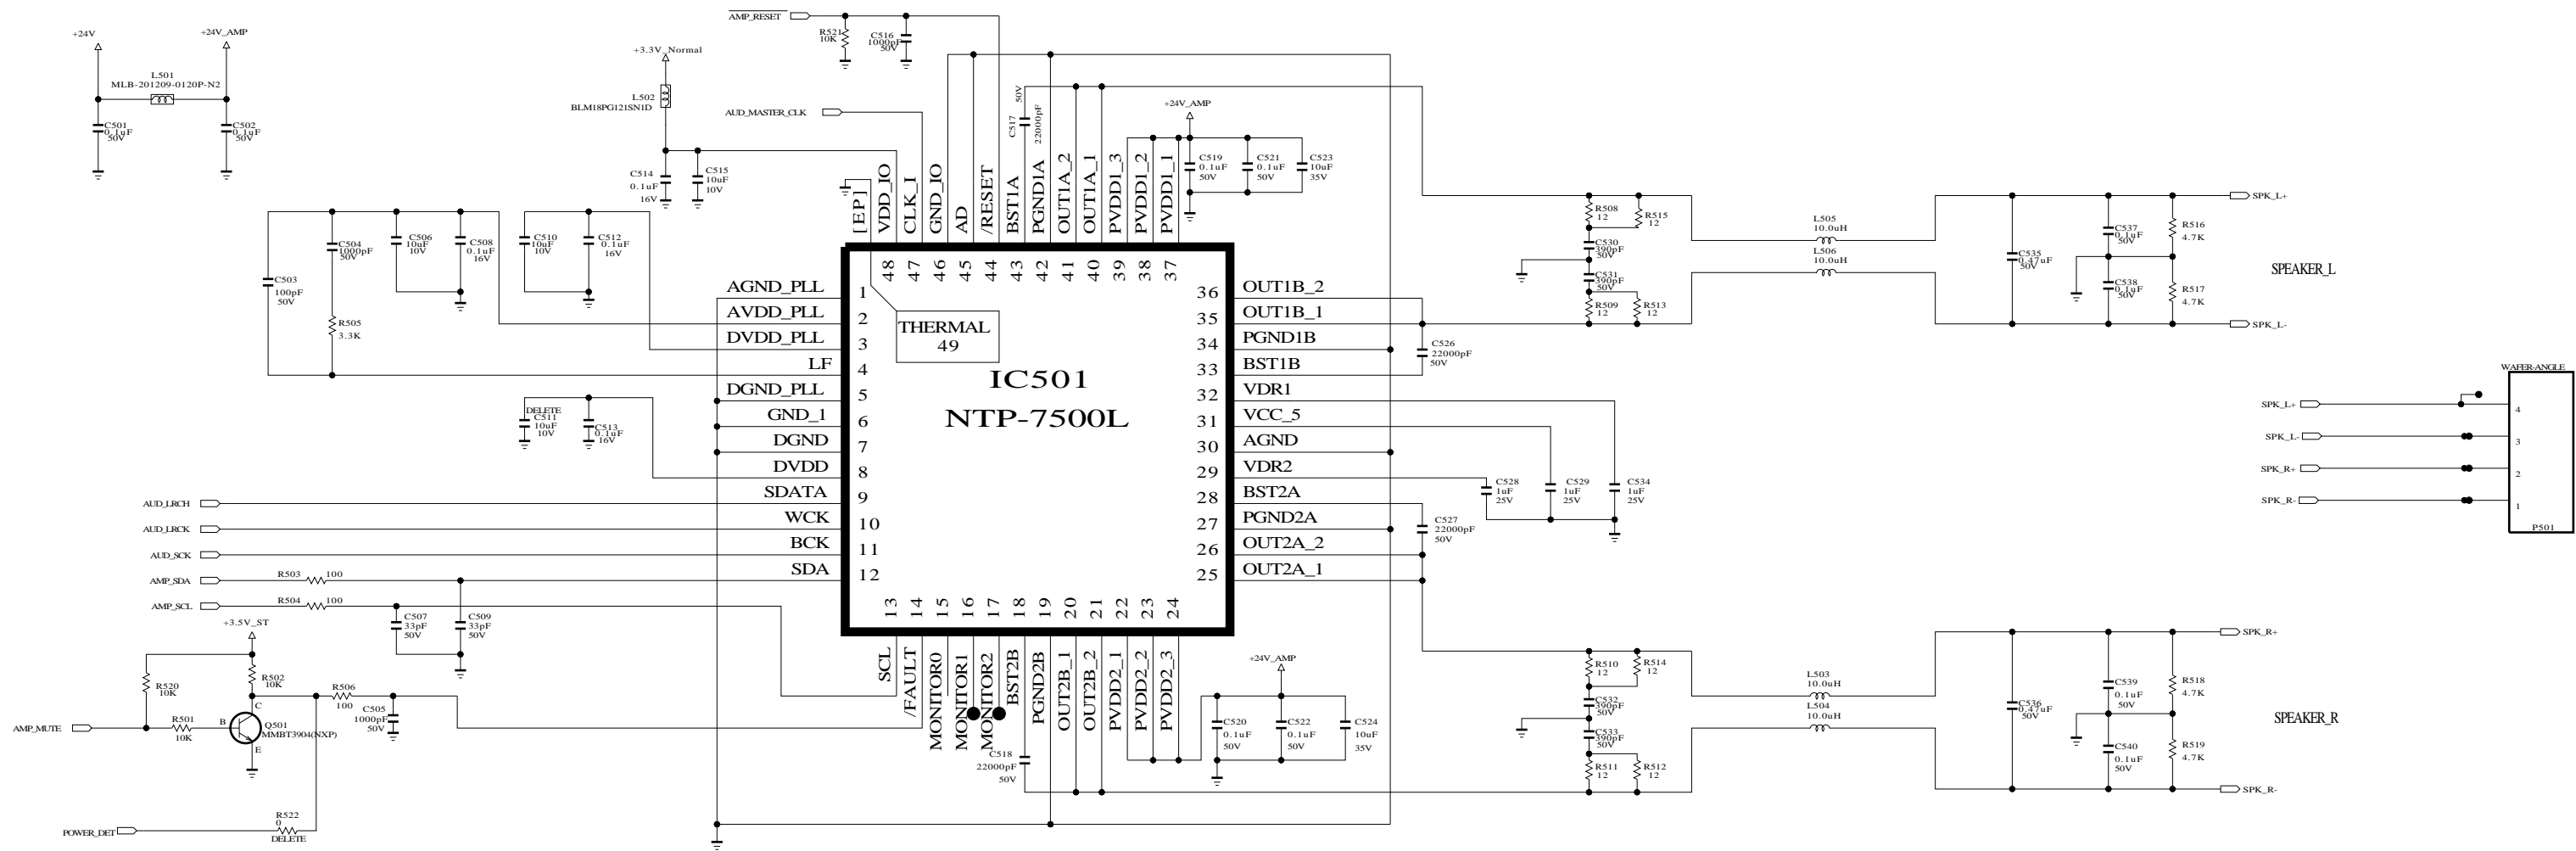 +24V
+24V_AMP
L501
MLB-201209-0120P-N2
C501
0.1uF
50V
C502
0.1uF
50V
AMP_RESET
R521
10K
C516
1000pF
50V
+3.3V_Normal
L502
BLM18PG121SN1D
AUD_MASTER_CLK
C514
0.1uF
16V
C515
10uF
10V
C517
22000pF
50V
+24V_AMP
C519
0.1uF
50V
C521
0.1uF
50V
C523
10uF
35V
[EP]
VDD_IO
CLK_I
GND_IO
AD
/RESET
BST1A
PGND1A
OUT1A_2
OUT1A_1
PVDD1_3
PVDD1_2
PVDD1_1
48
47
46
45
44
43
42
41
40
39
38
37
C503
100pF
50V
C504
1000pF
50V
R505
3.3K
C506
10uF
10V
C508
0.1uF
16V
C510
10uF
10V
C512
0.1uF
16V
DELETE
C511
10uF
10V
C513
0.1uF
16V
AGND_PLL 1
AVDD_PLL 2
DVDD_PLL 3
LF 4
DGND_PLL 5
GND_1 6
DGND 7
DVDD 8
SDATA 9
WCK 10
BCK 11
SDA 12
THERMAL
49
IC501
NTP-7500L
36 OUT1B_2
35 OUT1B_1
34 PGND1B
33 BST1B
32 VDR1
31 VCC_5
30 AGND
29 VDR2
28 BST2A
27 PGND2A
26 OUT2A_2
25 OUT2A_1
13
14
15
16
17
18
19
20
21
22
23
24
SCL
/FAULT
MONITOR0
MONITOR1
MONITOR2
BST2B
PGND2B
OUT2B_1
OUT2B_2
PVDD2_1
PVDD2_2
PVDD2_3
AUD_LRCH
AUD_LRCK
AUD_SCK
AMP_SDA
R503 100
AMP_SCL
R504 100
C507
33pF
50V
C509
33pF
50V
+3.5V_ST
R520
10K
R502
10K
R506
100
C505
1000pF
50V
AMP_MUTE
R501
10K
B
C
E
Q501
MMBT3904(NXP)
POWER_DET
R522
0
DELETE
C518
22000pF
50V
+24V_AMP
C520
0.1uF
50V
C522
0.1uF
50V
C524
10uF
35V
C526
22000pF
50V
C527
22000pF
50V
C528
1uF
25V
C529
1uF
25V
C534
1uF
25V
R508
12
R515
12
C530
390pF
50V
C531
390pF
50V
R509
12
R513
12
L505
10.0uH
L506
10.0uH
C535
0.47uF
50V
C537
0.1uF
50V
C538
0.1uF
50V
R516
4.7K
R517
4.7K
SPK_L+
SPEAKER_L
SPK_L-
WAFER-ANGLE
SPK_L+ 4
SPK_L- 3
SPK_R+ 2
SPK_R- 1
P501
R510
12
R514
12
C532
390pF
50V
C533
390pF
50V
R511
12
R512
12
L503
10.0uH
L504
10.0uH
C536
0.47uF
50V
C539
0.1uF
50V
C540
0.1uF
50V
R518
4.7K
R519
4.7K
SPK_R+
SPEAKER_R
SPK_R-